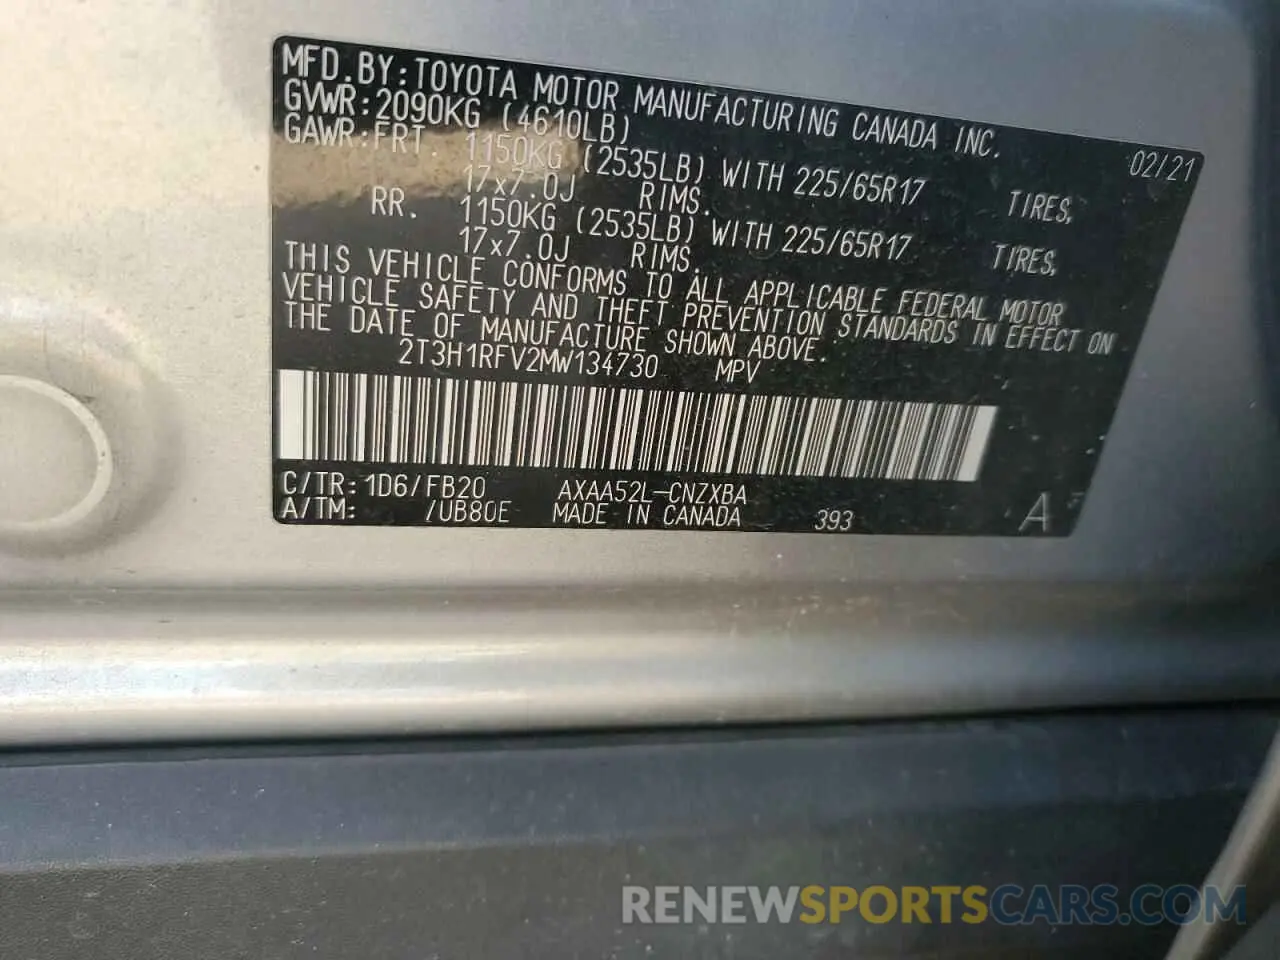 MFD.BY:TOYOTA MOTOR MANUFACTURING CANADA INC.
GVWR:2090KG (4610LB) 02/21
GAWR:FRT. 1150KG (2535LB) WITH 225/65R17 TIRES,
17x7.0J RIMS.
RR. 1150KG (2535LB) WITH 225/65R17 TIRES,
17x7.0J RIMS.
THIS VEHICLE CONFORMS TO ALL APPLICABLE FEDERAL MOTOR
VEHICLE SAFETY AND THEFT PREVENTION STANDARDS IN EFFECT ON
THE DATE OF MANUFACTURE SHOWN ABOVE.
2T3H1RFV2MW134730 MPV
C/TR:1D6/FB20 AXAA52L-CNZXBA
A/TM: /UB80E MADE IN CANADA 393 A
RENEWSPORTSCARS.COM